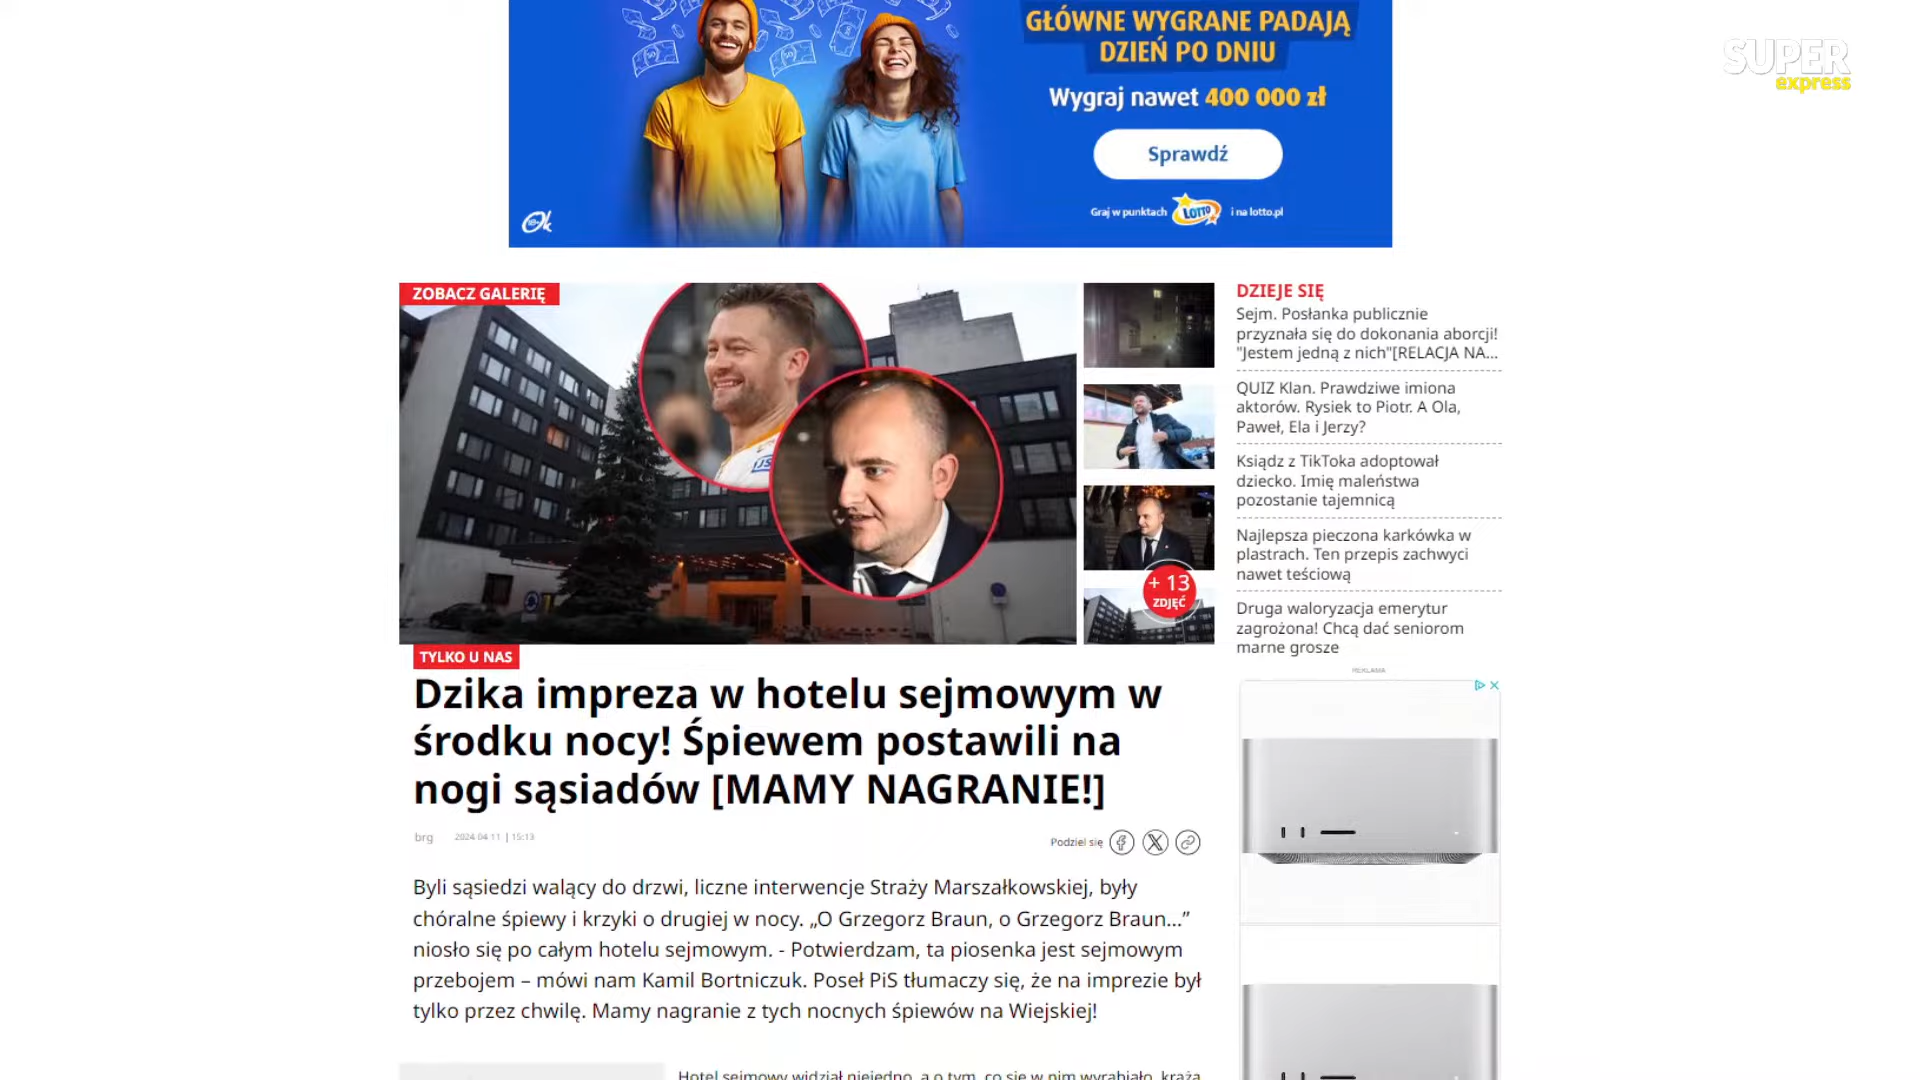 GŁÓWNE WYGRANE PADAJĄ
DZIEŃ PO DNIU
Wygraj nawet 400 000 zł
Sprawdź
Graj w punktach LOTTO i na lotto.pl
SUPER
express
ZOBACZ GALERIĘ
+ 13
ZDJĘĆ
DZIEJE SIĘ
Sejm. Posłanka publicznie
przyznała się do dokonania aborcji!
"Jestem jedną z nich"[RELACJA NA...
QUIZ Klan. Prawdziwe imiona
aktorów. Rysiek to Piotr. A Ola,
Paweł, Ela i Jerzy?
Ksiądz z TikToka adoptował
dziecko. Imię maleństwa
pozostanie tajemnicą
Najlepsza pieczona karkówka w
plastrach. Ten przepis zachwyci
nawet teściową
Druga waloryzacja emerytur
zagrożona! Chcą dać seniorom
marne grosze
REKLAMA
TYLKO U NAS
Dzika impreza w hotelu sejmowym w
środku nocy! Śpiewem postawili na
nogi sąsiadów [MAMY NAGRANIE!]
brg 2024 04 11 | 15:13
Podziel się
Byli sąsiedzi walący do drzwi, liczne interwencje Straży Marszałkowskiej, były
chóralne śpiewy i krzyki o drugiej w nocy. „O Grzegorz Braun, o Grzegorz Braun...”
niosło się po całym hotelu sejmowym. - Potwierdzam, ta piosenka jest sejmowym
przebojem – mówi nam Kamil Bortniczuk. Poseł PiS tłumaczy się, że na imprezie był
tylko przez chwilę. Mamy nagranie z tych nocnych śpiewów na Wiejskiej!
Hotel sejmowy widział niejedno, a o tym, co się w nim wyrabiało, krążą